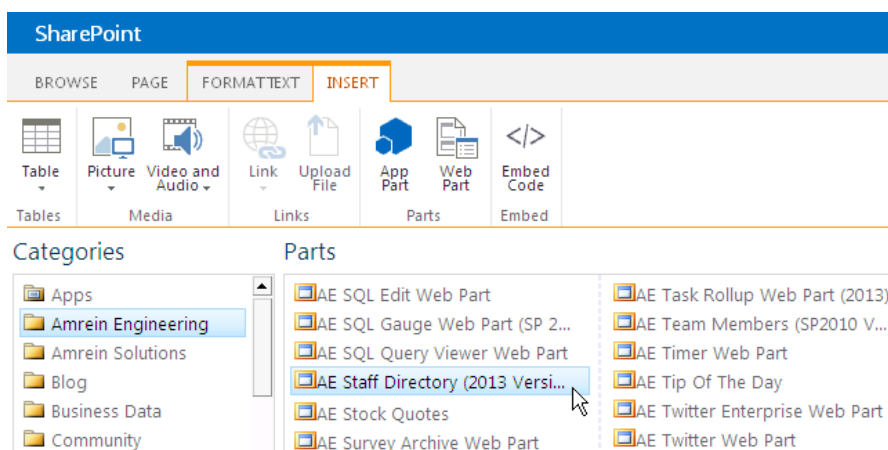 SharePoint
BROWSE PAGE FORMAT TEXT INSERT
Table Picture Video and Audio Link Upload File App Part Web Part Embed Code
Tables Media Links Parts Embed
Categories Parts
Apps
Amrein Engineering
Amrein Solutions
Blog
Business Data
Community
AE SQL Edit Web Part
AE SQL Gauge Web Part (SP 2...
AE SQL Query Viewer Web Part
AE Staff Directory (2013 Versi...
AE Stock Quotes
AE Survey Archive Web Part
AE Task Rollup Web Part (2013)
AE Team Members (SP2010 V...
AE Timer Web Part
AE Tip Of The Day
AE Twitter Enterprise Web Part
AE Twitter Web Part